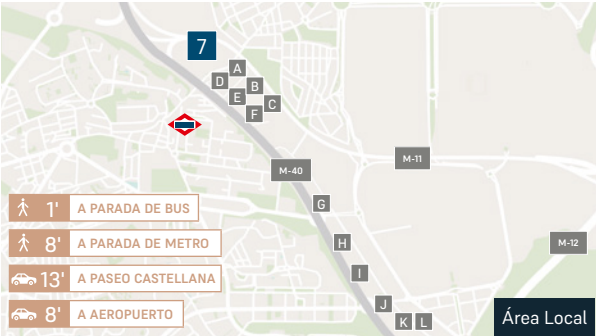 7
A
D
B
E
C
F
M-11
M-40
G
1' A PARADA DE BUS
H
8' A PARADA DE METRO
M-12
I
13' A PASEO CASTELLANA
J
8' A AEROPUERTO
K L
Área Local